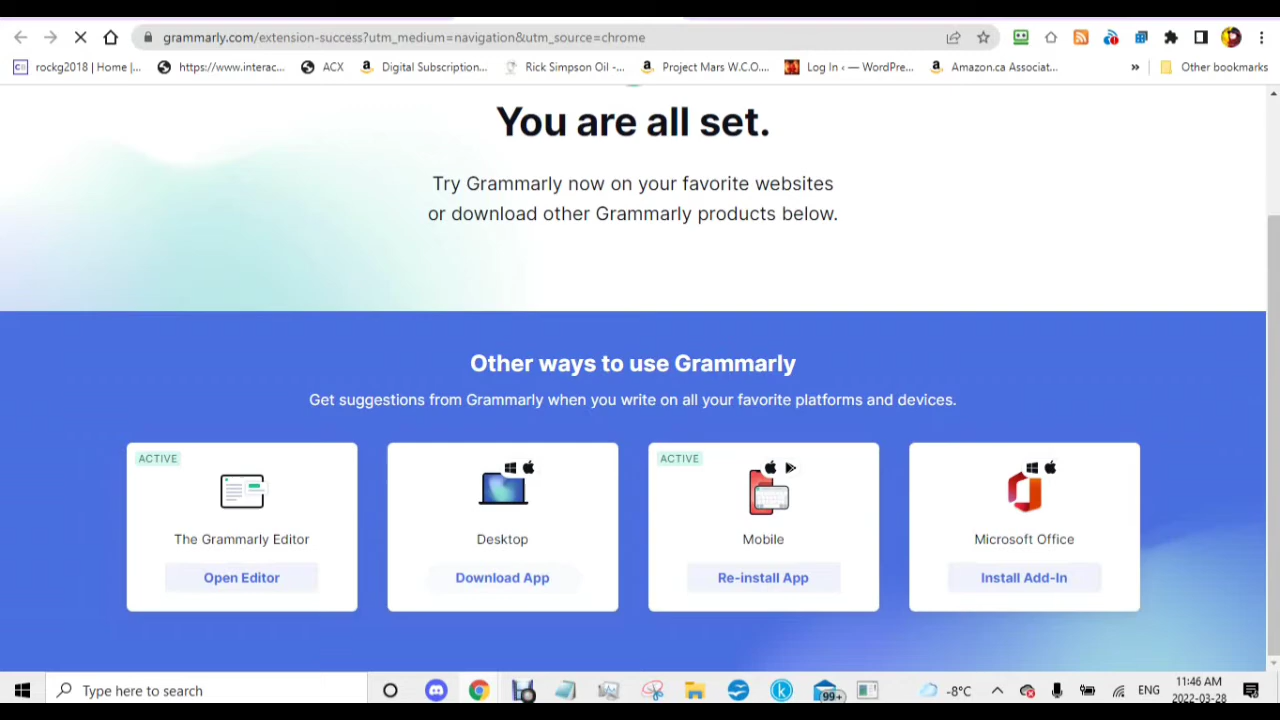 grammarly.com/extension-success?utm_medium=navigation&utm_source=chrome
rockg2018 | Home |... https://www.interac... ACX Digital Subscription... Rick Simpson Oil -... Project Mars W.C.O.... Log In ‹ — WordPre... Amazon.ca Associat... » Other bookmarks
You are all set.
Try Grammarly now on your favorite websites
or download other Grammarly products below.
Other ways to use Grammarly
Get suggestions from Grammarly when you write on all your favorite platforms and devices.
ACTIVE
The Grammarly Editor
Open Editor
Desktop
Download App
ACTIVE
Mobile
Re-install App
Microsoft Office
Install Add-In
Type here to search
99+
-8°C
ENG
11:46 AM
2022-03-28